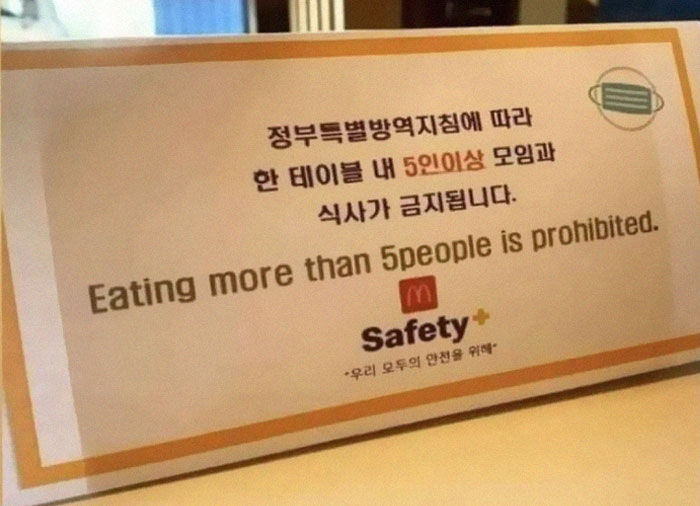 정부특별방역지침에 따라
한 테이블 내 5인이상 모임과
식사가 금지됩니다.
Eating more than 5people is prohibited.
Safety+
"우리 모두의 안전을 위해"